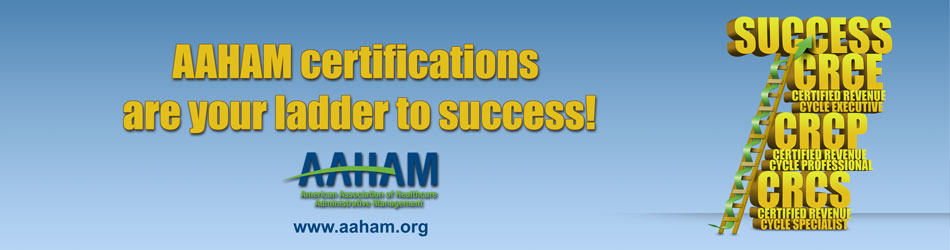 AAHAM certifications
are your ladder to success!
AAHAM
American Association of Healthcare
Administrative Management
www.aaham.org
SUCCESS
CRCE
CERTIFIED REVENUE
CYCLE EXECUTIVE
CRCP
CERTIFIED REVENUE
CYCLE PROFESSIONAL
CRCS
CERTIFIED REVENUE
CYCLE SPECIALIST